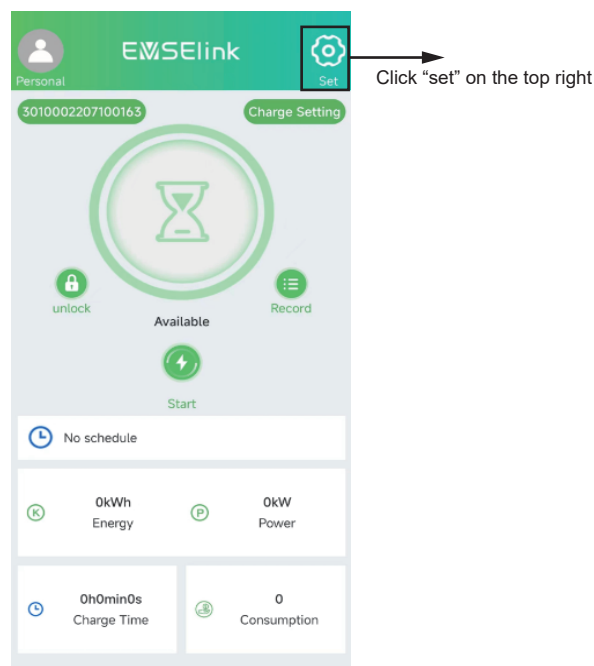 EVSElink
Personal
Set
Click “set” on the top right
3010002207100163
Charge Setting
unlock
Record
Available
Start
No schedule
K
0kWh
Energy
P
0kW
Power
0h0min0s
Charge Time
0
Consumption